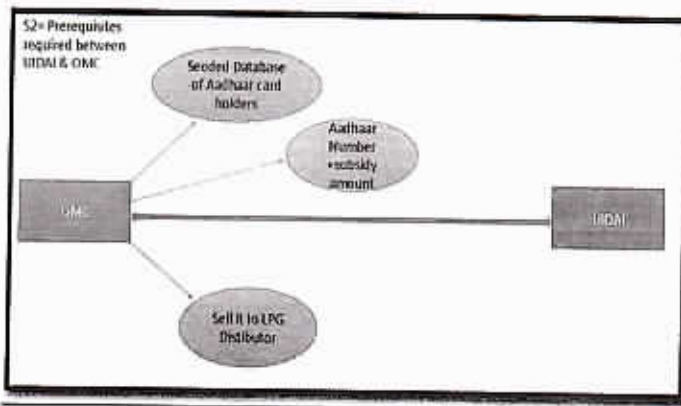 S2= Prerequisites
required between
UIDAI & OMC
Seeded Database
of Aadhaar card
holders
Aadhaar
Number
+subsidy
amount
OMC
UIDAI
Sell it to LPG
Distibutor